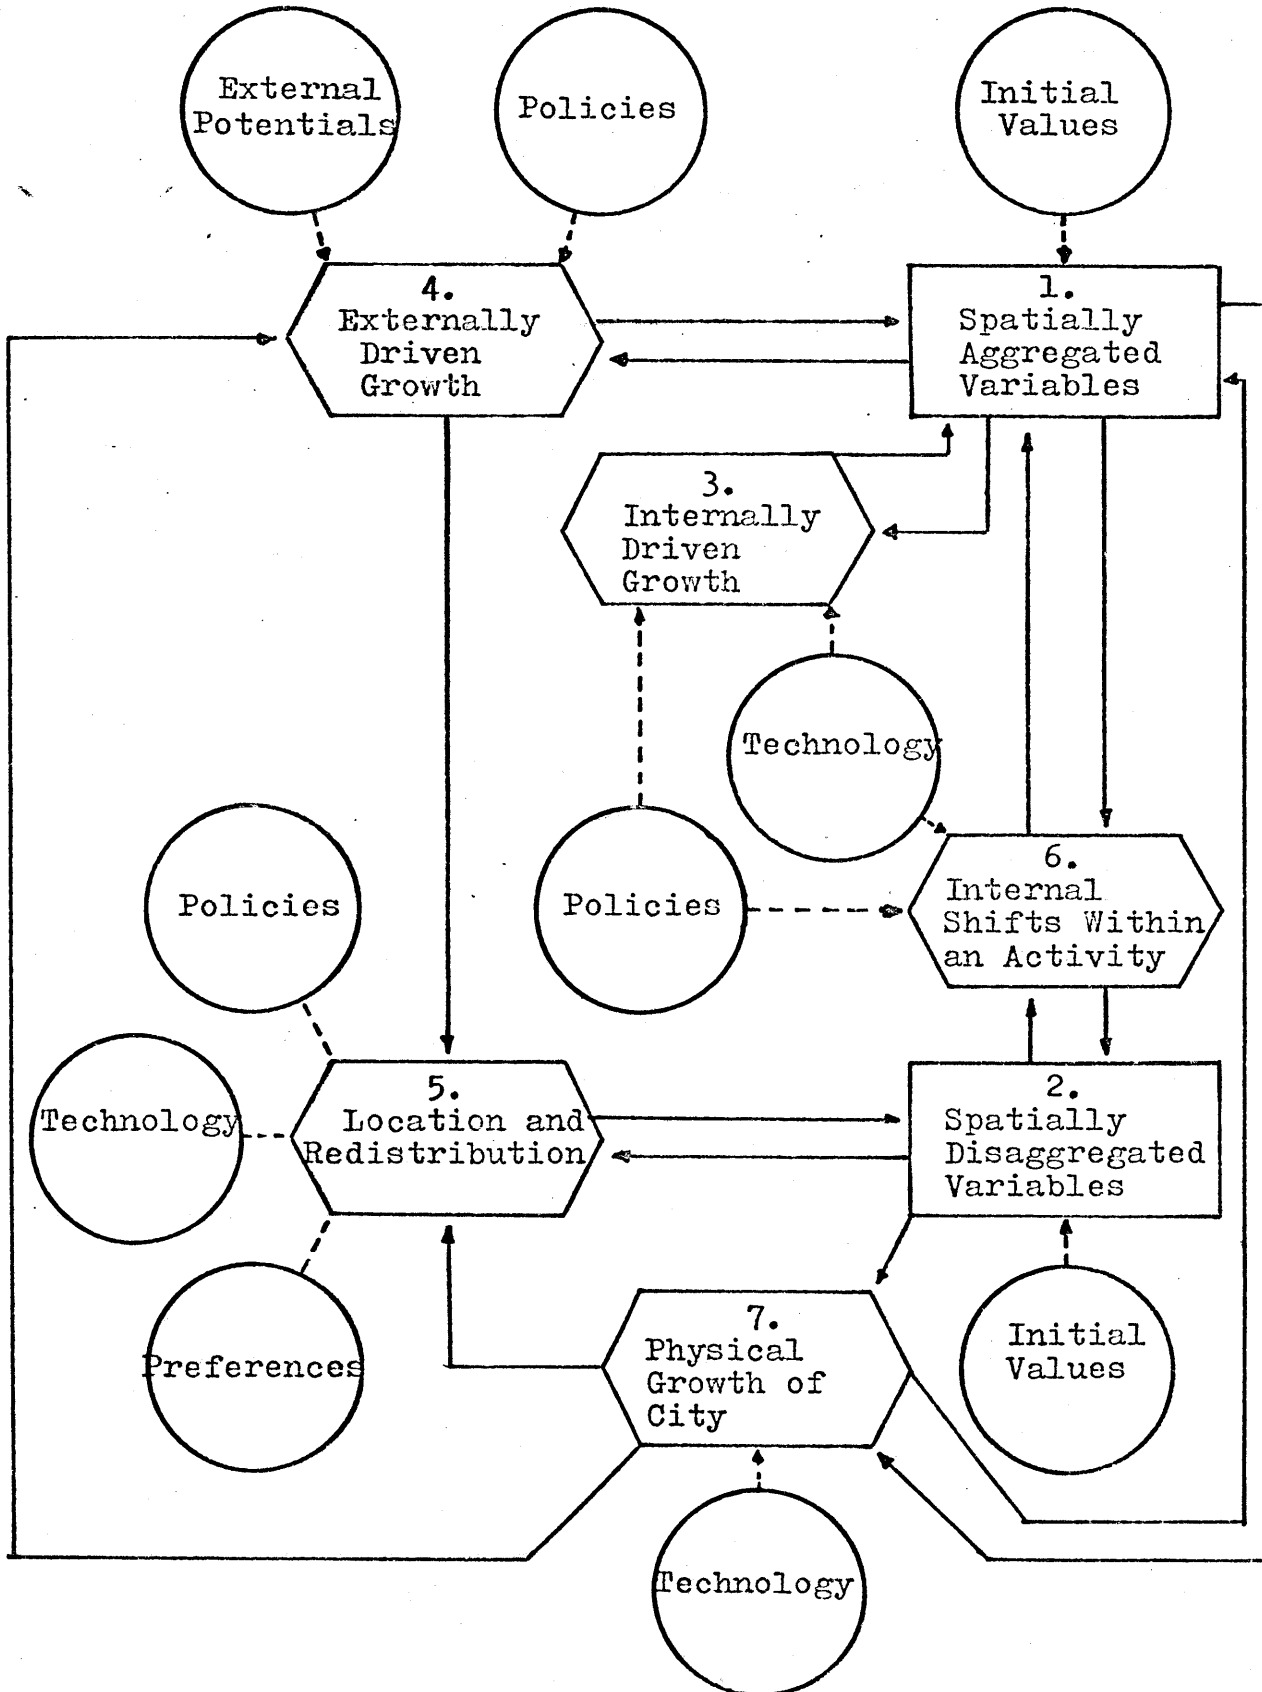 External
Potentials
Policies
Initial
Values
4.
Externally
Driven
Growth
1.
Spatially
Aggregated
Variables
3.
Internally
Driven
Growth
Technology
Policies
Policies
6.
Internal
Shifts Within
an Activity
Technology
5.
Location and
Redistribution
2.
Spatially
Disaggregated
Variables
Preferences
7.
Physical
Growth of
City
Initial
Values
Technology